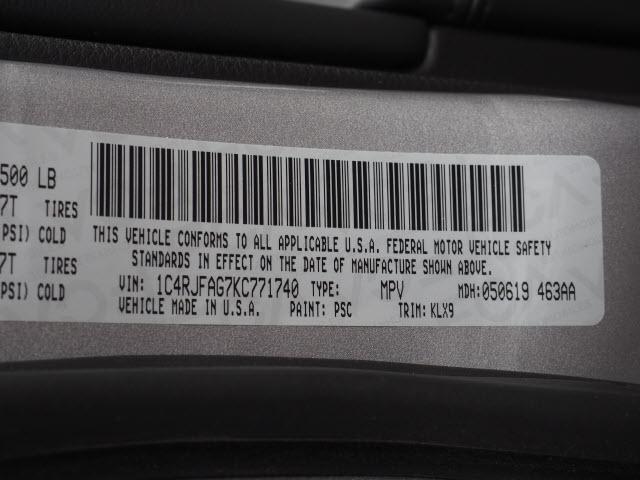 500 LB
7T TIRES
PSI) COLD
7T TIRES
PSI) COLD
THIS VEHICLE CONFORMS TO ALL APPLICABLE U.S.A. FEDERAL MOTOR VEHICLE SAFETY
STANDARDS IN EFFECT ON THE DATE OF MANUFACTURE SHOWN ABOVE.
VIN: 1C4RJFAG7KC771740 TYPE: MPV MDH:050619 463AA
VEHICLE MADE IN U.S.A. PAINT: PSC TRIM: KLX9